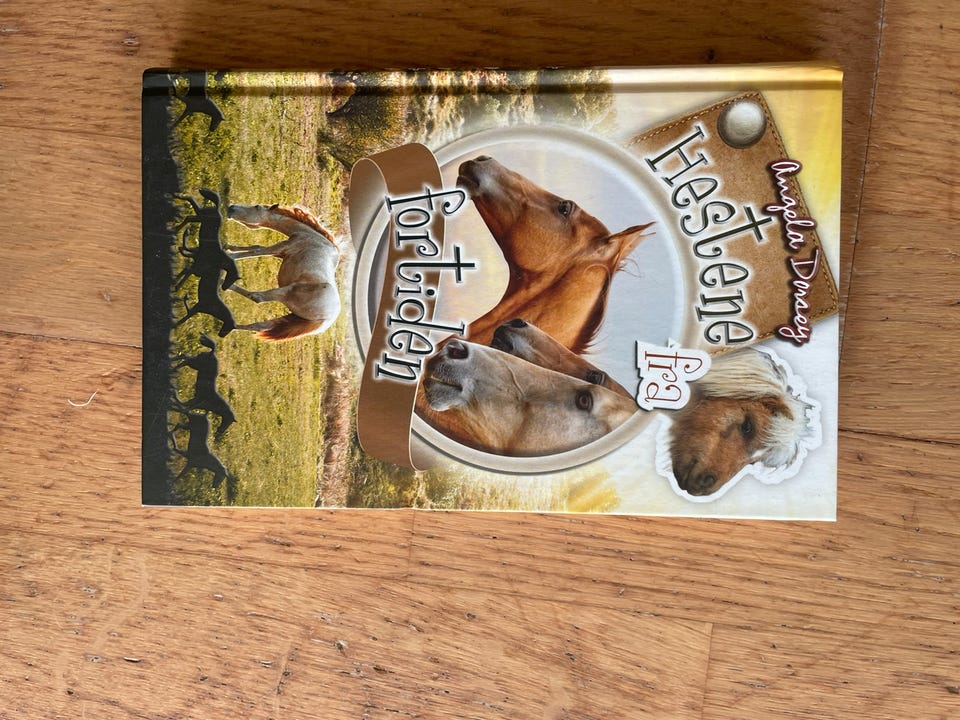 Angela Dorsey
Hestene
fra
fortiden